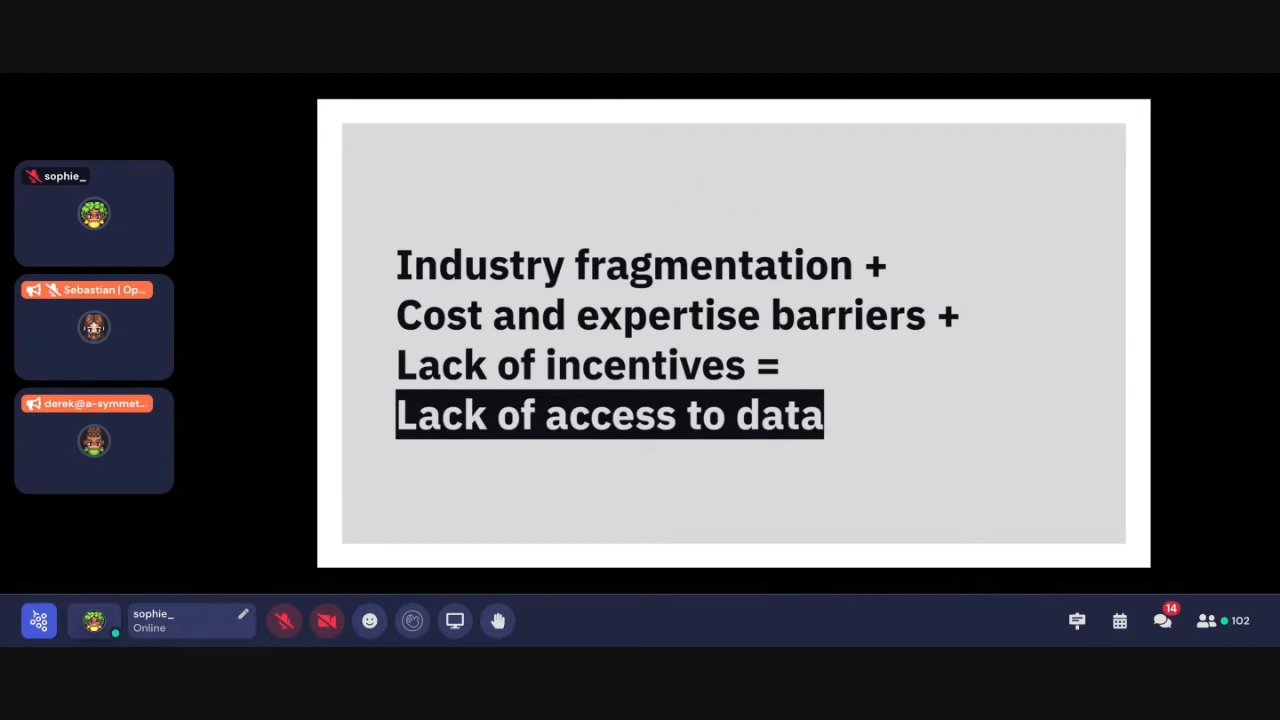 sophie_
Sebastian | Op...
derek@a-symmet...
Industry fragmentation +
Cost and expertise barriers +
Lack of incentives =
Lack of access to data
sophie_
Online
14
102